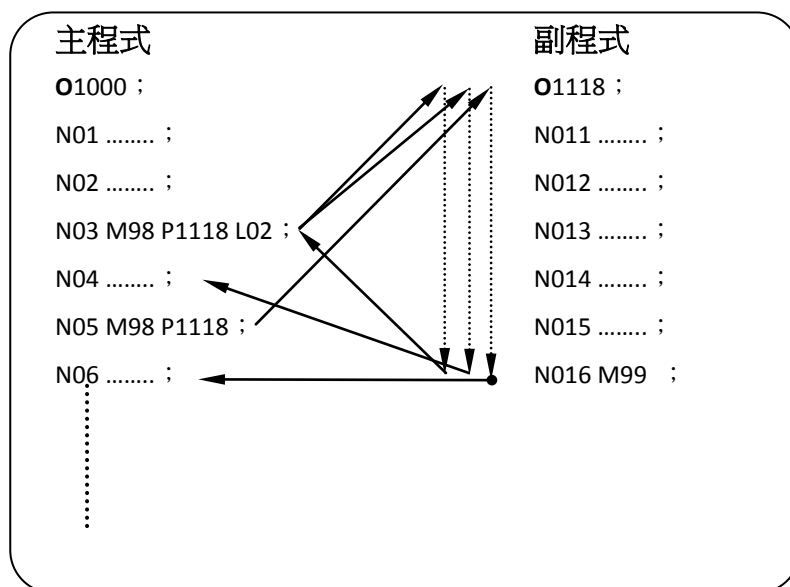 主程式
O1000；
N01 ........；
N02 ........；
N03 M98 P1118 L02；
N04 ........；
N05 M98 P1118；
N06 ........；
副程式
O1118；
N011 ........；
N012 ........；
N013 ........；
N014 ........；
N015 ........；
N016 M99 ；